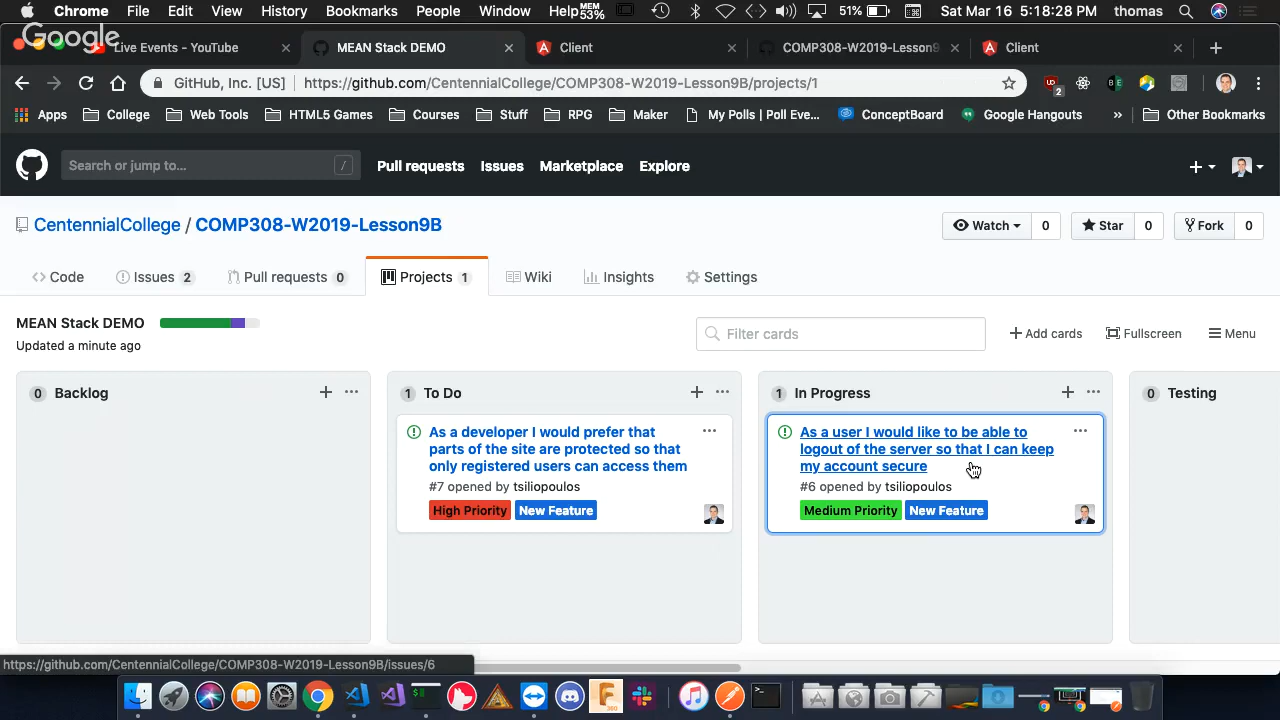 Chrome File Edit View History Bookmarks People Window Help MEM 53% 51% Sat Mar 16 5:18:28 PM thomas
Google
Live Events - YouTube MEAN Stack DEMO Client COMP308-W2019-Lesson9 Client
GitHub, Inc. [US] https://github.com/CentennialCollege/COMP308-W2019-Lesson9B/projects/1 2
Apps College Web Tools HTML5 Games Courses Stuff RPG Maker My Polls | Poll Eve... ConceptBoard Google Hangouts » Other Bookmarks
Search or jump to... / Pull requests Issues Marketplace Explore
CentennialCollege / COMP308-W2019-Lesson9B Watch 0 Star 0 Fork 0
Code Issues 2 Pull requests 0 Projects 1 Wiki Insights Settings
MEAN Stack DEMO Filter cards Add cards Fullscreen Menu
Updated a minute ago
0 Backlog
1 To Do
As a developer I would prefer that
parts of the site are protected so that
only registered users can access them
#7 opened by tsiliopoulos
High Priority New Feature
1 In Progress
As a user I would like to be able to
logout of the server so that I can keep
my account secure
#6 opened by tsiliopoulos
Medium Priority New Feature
0 Testing
https://github.com/CentennialCollege/COMP308-W2019-Lesson9B/issues/6